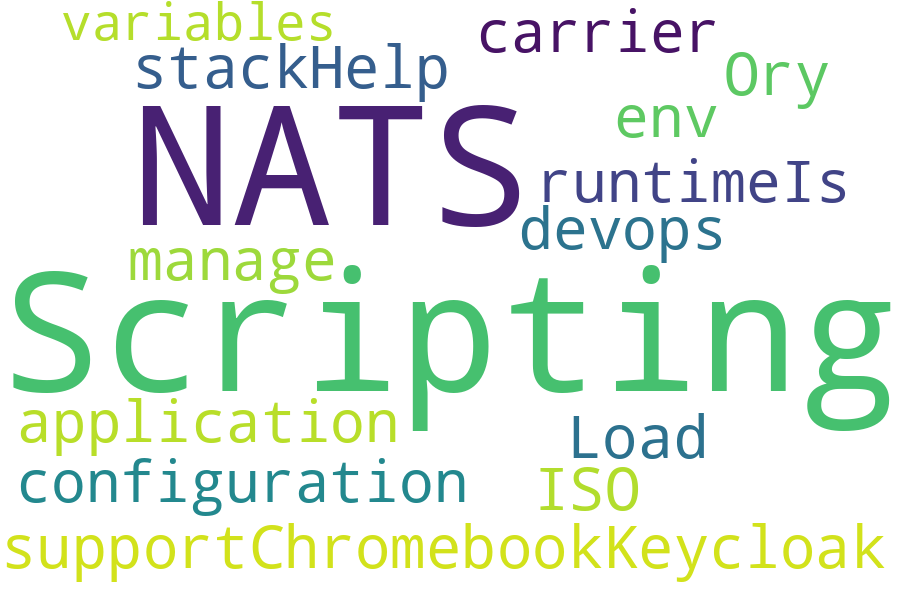 variables
carrier
stackHelp
Ory
NATS
env
runtimeIs
devops
manage
Scripting
application
Load
configuration
ISO
supportChromebookKeycloak